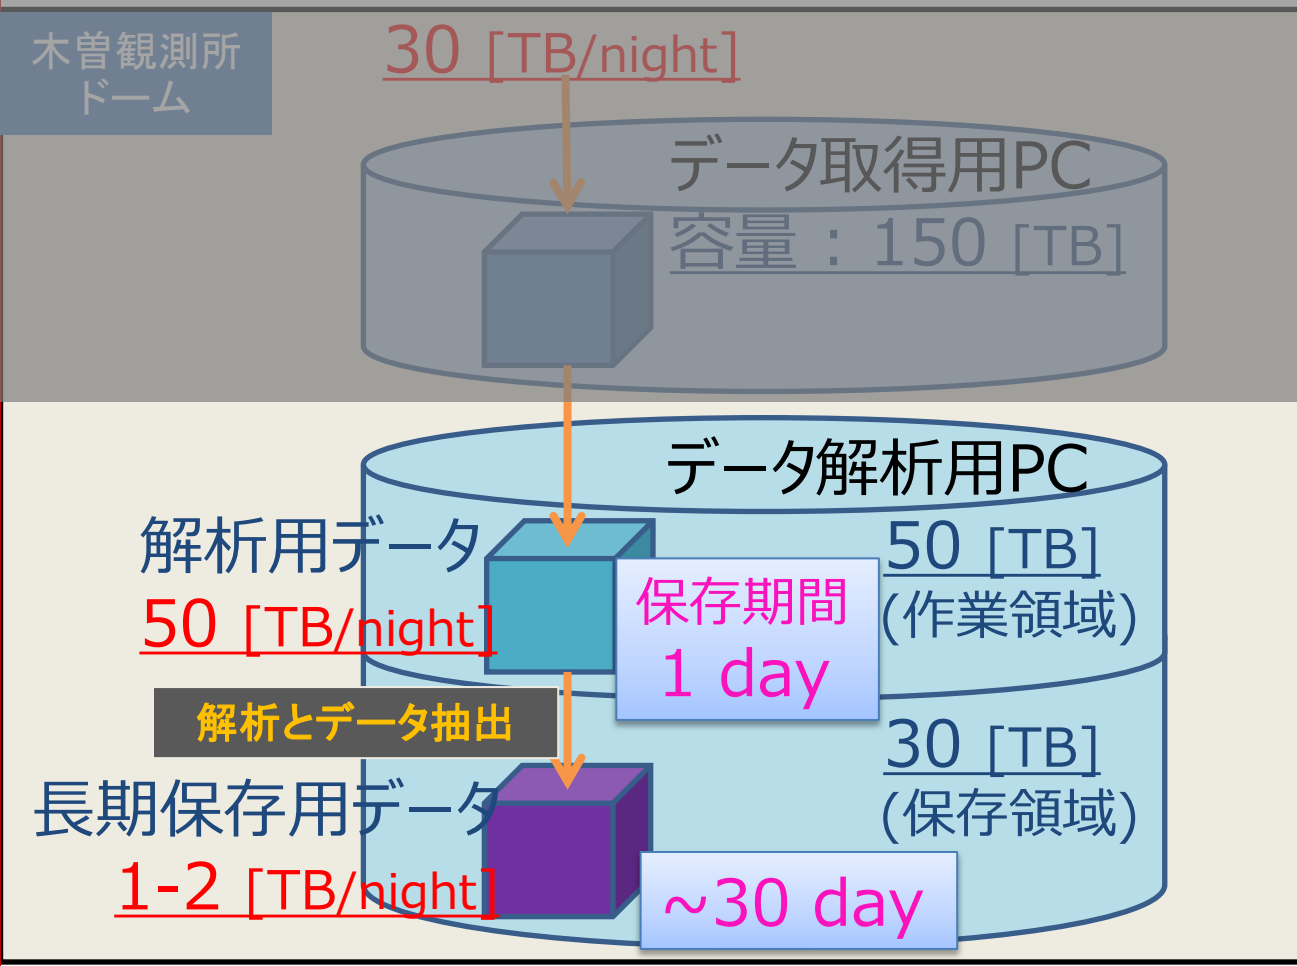 木曽観測所
ドーム
30 [TB/night]
データ取得用PC
容量：150 [TB]
データ解析用PC
解析用データ
50 [TB/night]
保存期間
1 day
50 [TB]
(作業領域)
解析とデータ抽出
30 [TB]
(保存領域)
長期保存用データ
1-2 [TB/night]
~30 day